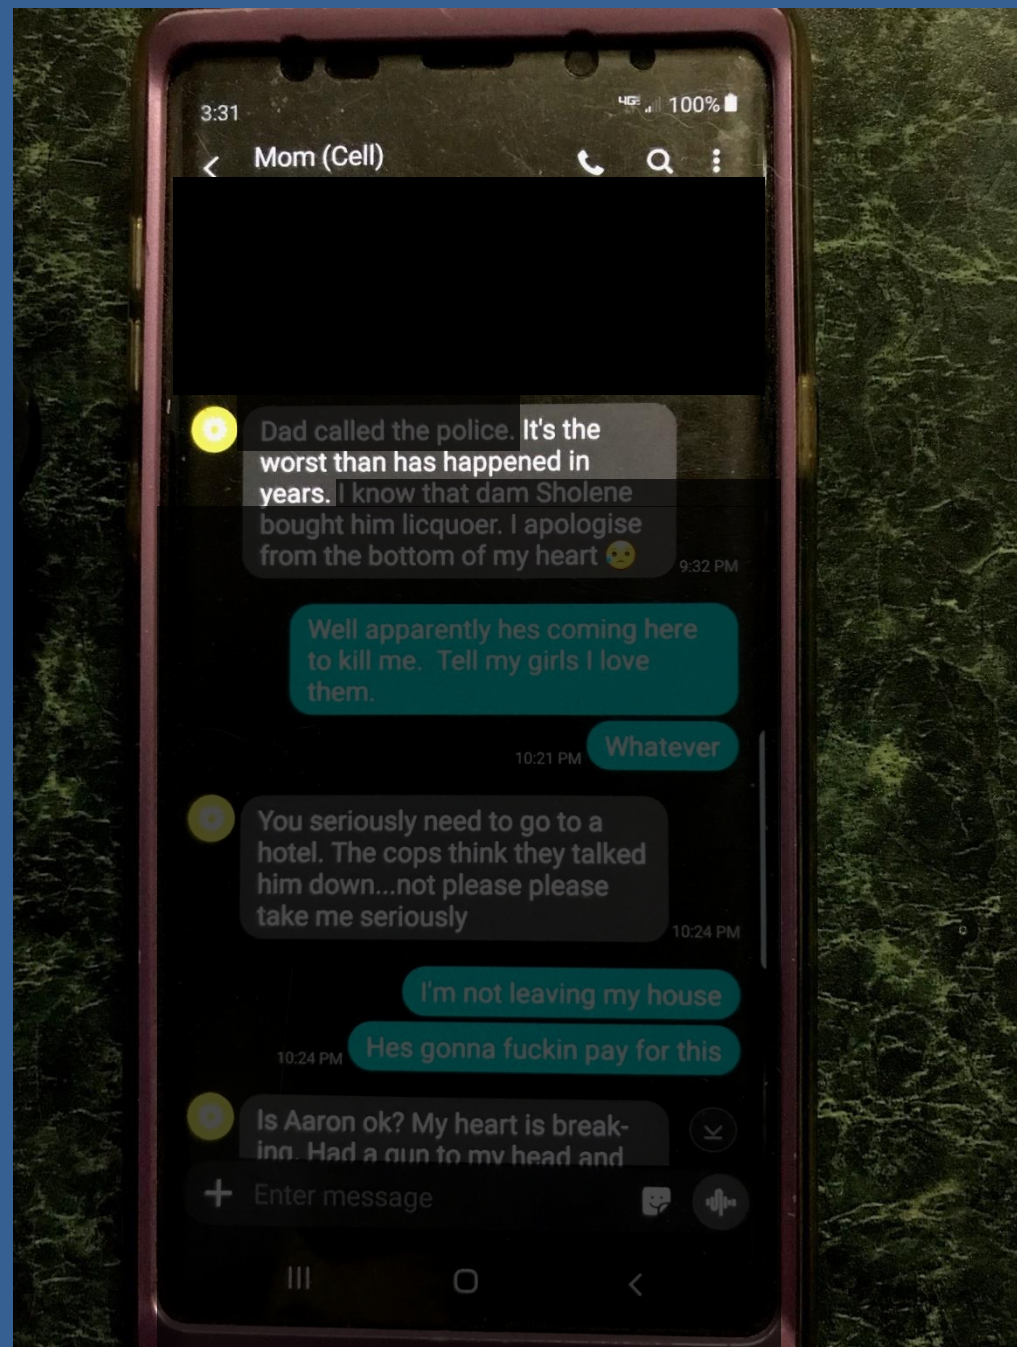 3:31
4GE 100%
Mom (Cell)
Dad called the police. It's the
worst than has happened in
years. I know that dam Sholene
bought him licquoer. I apologise
from the bottom of my heart 😥
9:32 PM
Well apparently hes coming here
to kill me. Tell my girls I love
them.
Whatever
10:21 PM
You seriously need to go to a
hotel. The cops think they talked
him down...not please please
take me seriously
10:24 PM
I'm not leaving my house
Hes gonna fuckin pay for this
10:24 PM
Is Aaron ok? My heart is break-
ing. Had a gun to my head and
Enter message